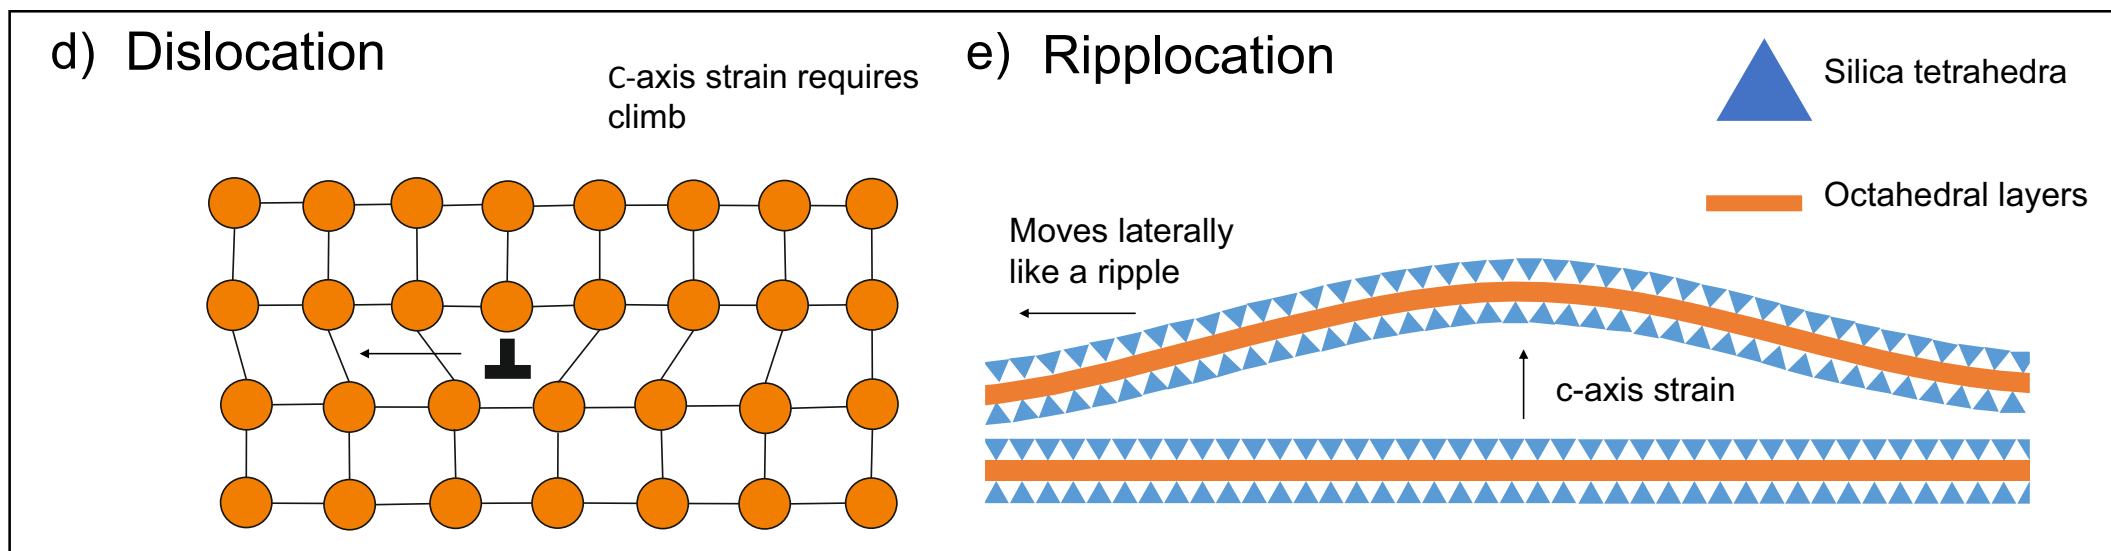 d) Dislocation
C-axis strain requires
climb
e) Ripplocation
Silica tetrahedra
Octahedral layers
Moves laterally
like a ripple
c-axis strain